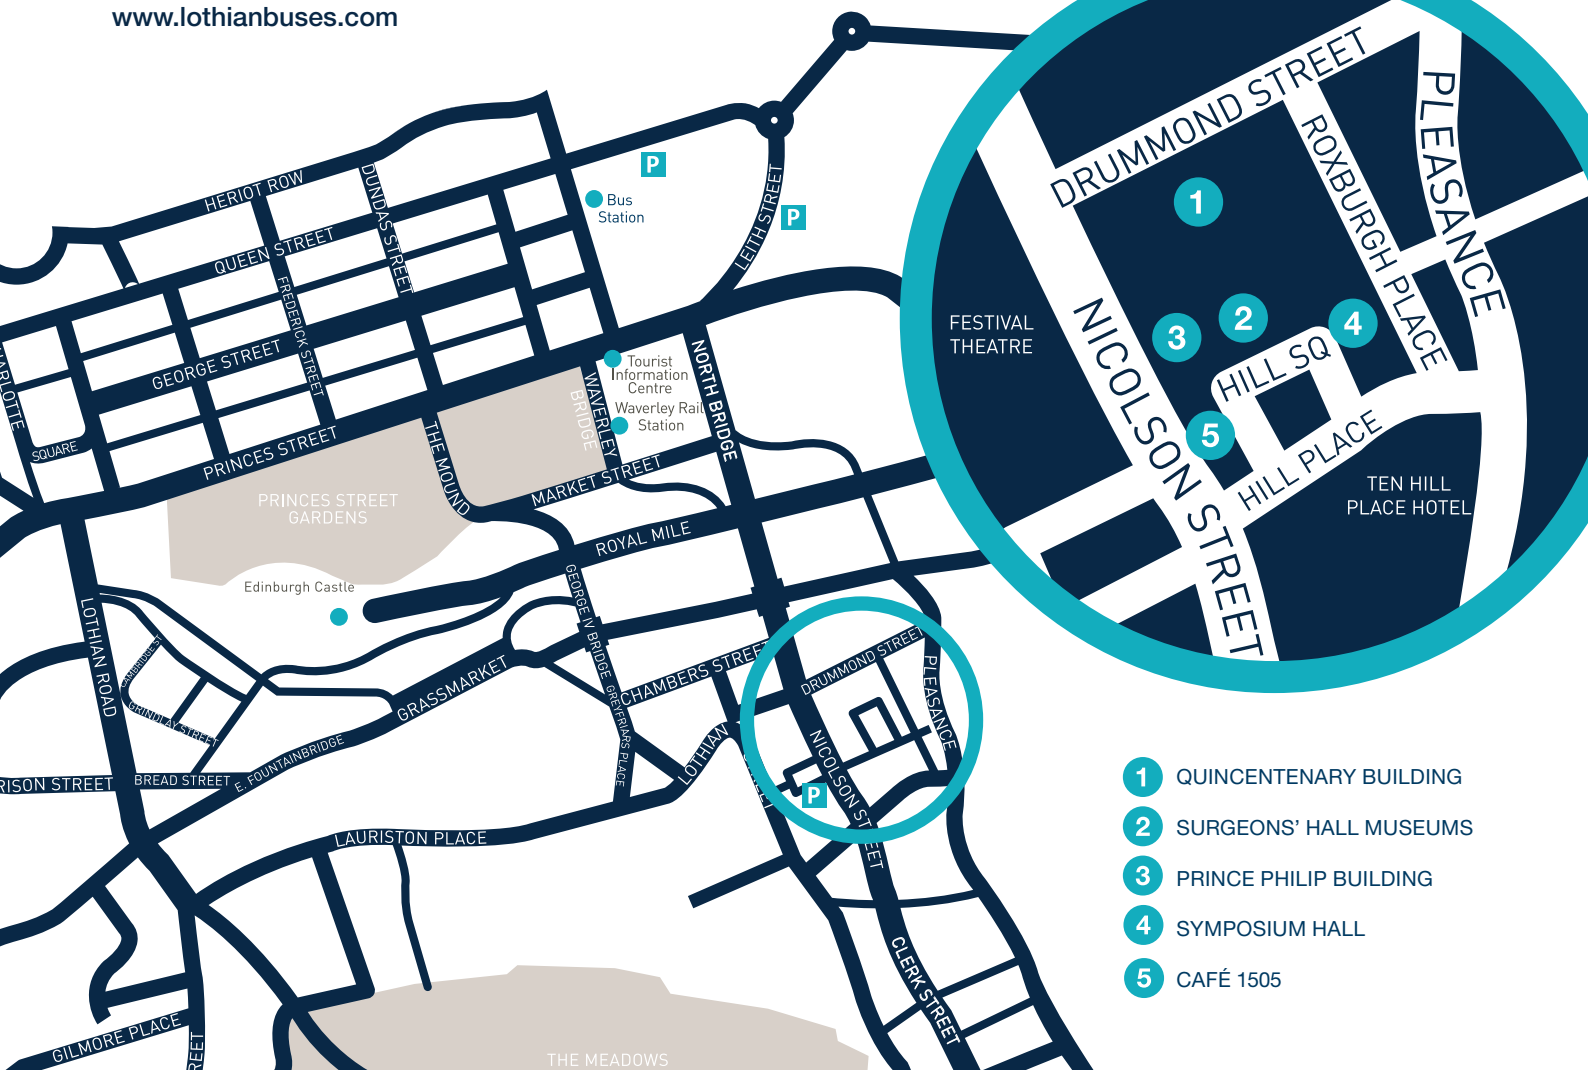 www.lothianbuses.com
HERIOT ROW
DUNDAS STREET
QUEEN STREET
FREDERICK STREET
GEORGE STREET
SQUARE
PRINCES STREET
P
Bus
Station
P
LEITH STREET
Tourist
Information
Centre
Waverley Rail
Station
WAVERLEY
BRIDGE
NORTH BRIDGE
THE MOUND
MARKET STREET
PRINCES STREET
GARDENS
ROYAL MILE
Edinburgh Castle
GEORGE IV BRIDGE
LOTHIAN ROAD
CAMBRIDGE ST
GRINDLAY STREET
GRASSMARKET
CHAMBERS STREET
GREYFRIARS PLACE
E. FOUNTAINBRIDGE
BREAD STREET
RISON STREET
LAURISTON PLACE
LOTHIAN
DRUMMOND STREET
PLEASANCE
NICOLSON STREET
P
CLERK STREET
GILMORE PLACE
REET
THE MEADOWS
DRUMMOND STREET
PLEASANCE
ROXBURGH PLACE
1
FESTIVAL
THEATRE
NICOLSON STREET
3
2
4
HILL SQ
5
HILL PLACE
TEN HILL
PLACE HOTEL
1 QUINCENTENARY BUILDING
2 SURGEONS’ HALL MUSEUMS
3 PRINCE PHILIP BUILDING
4 SYMPOSIUM HALL
5 CAFÉ 1505